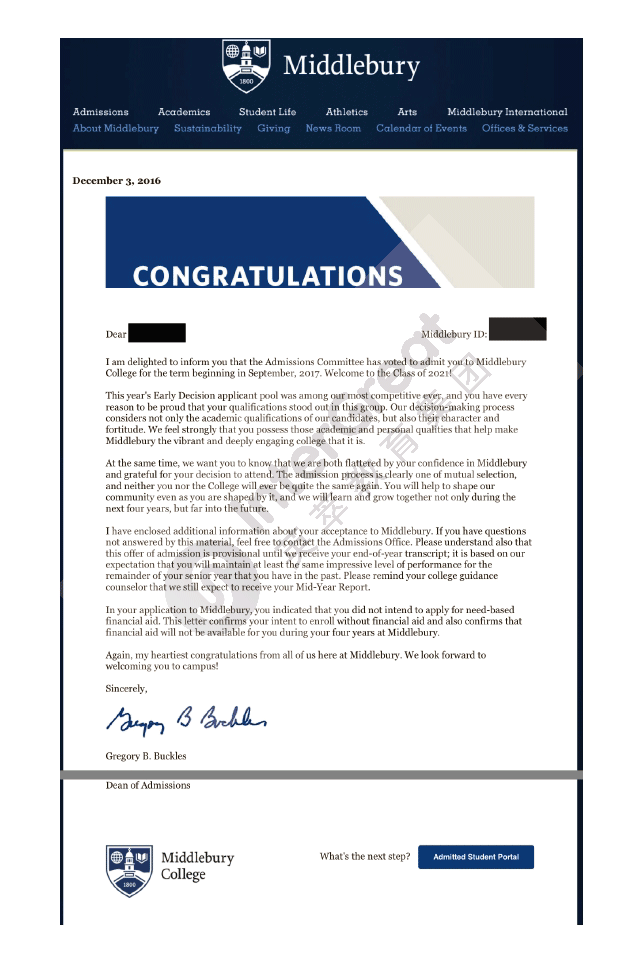 1800
Middlebury
Admissions Academics Student Life Athletics Arts Middlebury International
About Middlebury Sustainability Giving News Room Calendar of Events Offices & Services
December 3, 2016
CONGRATULATIONS
Dear
Middlebury ID:
I am delighted to inform you that the Admissions Committee has voted to admit you to Middlebury
College for the term beginning in September, 2017. Welcome to the Class of 2021!
This year's Early Decision applicant pool was among our most competitive ever, and you have every
reason to be proud that your qualifications stood out in this group. Our decision-making process
considers not only the academic qualifications of our candidates, but also their character and
fortitude. We feel strongly that you possess those academic and personal qualities that help make
Middlebury the vibrant and deeply engaging college that it is.
At the same time, we want you to know that we are both flattered by your confidence in Middlebury
and grateful for your decision to attend. The admission process is clearly one of mutual selection,
and neither you nor the College will ever be quite the same again. You will help to shape our
community even as you are shaped by it, and we will learn and grow together not only during the
next four years, but far into the future.
I have enclosed additional information about your acceptance to Middlebury. If you have questions
not answered by this material, feel free to contact the Admissions Office. Please understand also that
this offer of admission is provisional until we receive your end-of-year transcript; it is based on our
expectation that you will maintain at least the same impressive level of performance for the
remainder of your senior year that you have in the past. Please remind your college guidance
counselor that we still expect to receive your Mid-Year Report.
In your application to Middlebury, you indicated that you did not intend to apply for need-based
financial aid. This letter confirms your intent to enroll without financial aid and also confirms that
financial aid will not be available for you during your four years at Middlebury.
Again, my heartiest congratulations from all of us here at Middlebury. We look forward to
welcoming you to campus!
Sincerely,
Gregory B Buckles
Gregory B. Buckles
Dean of Admissions
1800
Middlebury
College
What's the next step?
Admitted Student Portal
intergreat
英萃教育集团